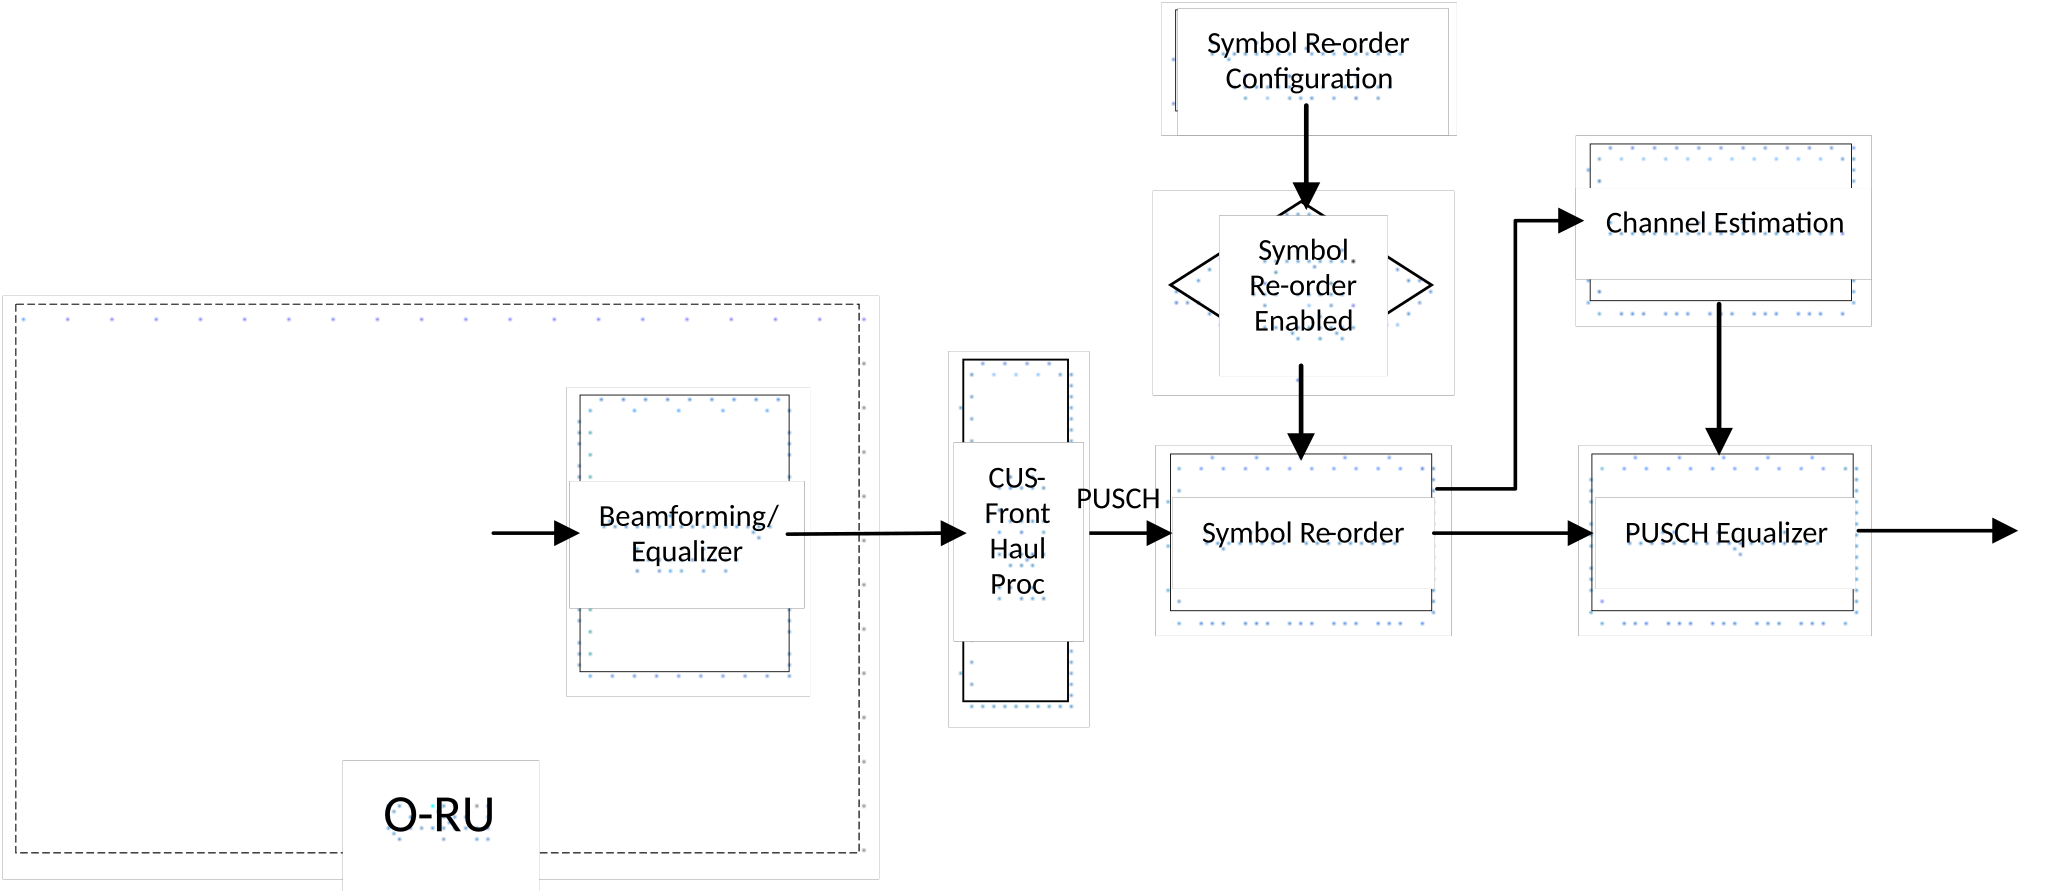 Symbol Re-order
Configuration
Symbol
Re-order
Enabled
Channel Estimation
Beamforming/
Equalizer
CUS-
Front
Haul
Proc
PUSCH
Symbol Re-order
PUSCH Equalizer
O-RU